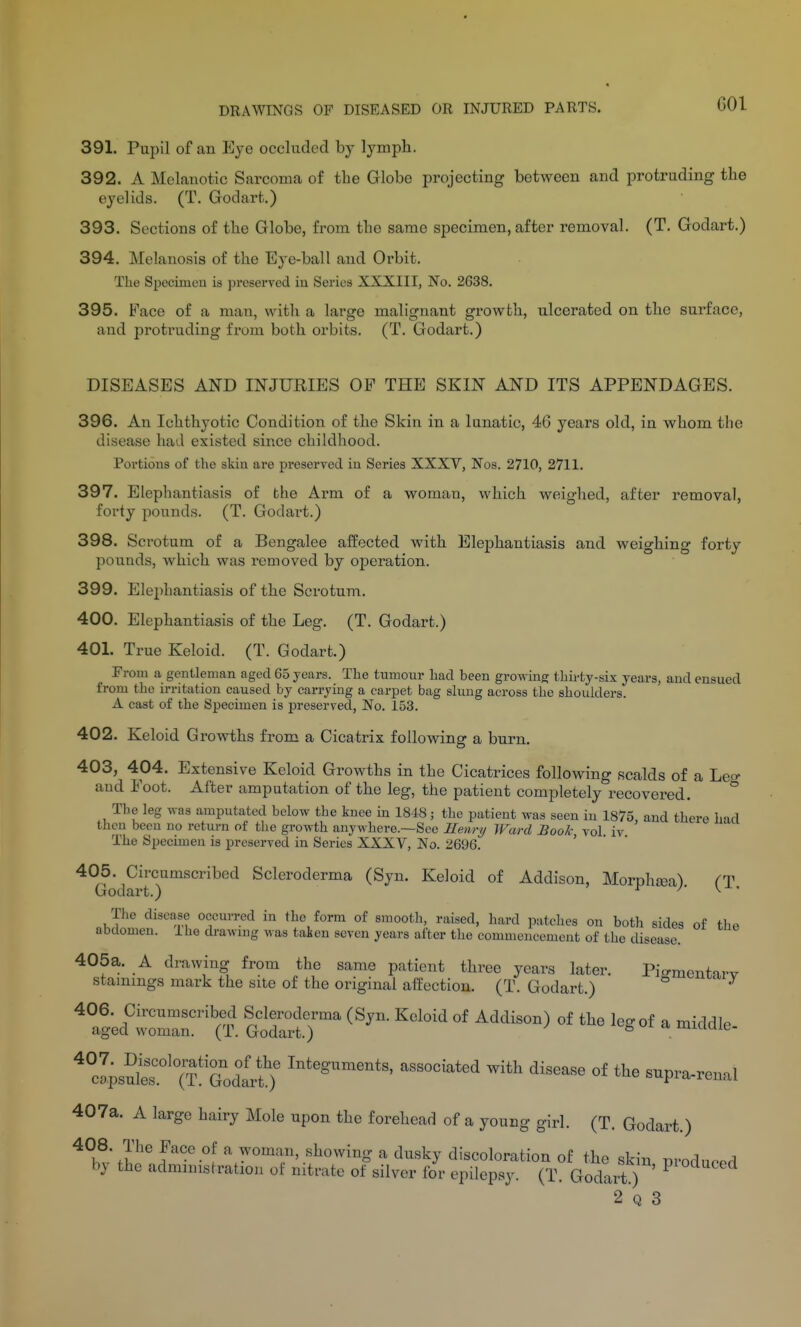 DRAWINGS OF DISEASED OR INJURED PARTS. 601
391. Pupil of an Eye occluded by lymph.
392. A Melanotic Sarcoma of the Globe projecting between and protruding the
eyelids. (T. Godart.)
393. Sections of the Globe, from the same specimen, after removal. (T. Godart.)
394. Melanosis of the Eye-ball and Orbit.
The Specimen is preserved in Series XXXIII, No. 2638.
395. Face of a man, with a large malignant growth, ulcerated on the surface,
and protruding from both orbits. (T. Godart.)
DISEASES AND INJURIES OF THE SKIN AND ITS APPENDAGES.
396. An Ichthyotic Condition of the Skin in a lunatic, 46 years old, in whom the
disease had existed since childhood.
Portions of the skin are preserved in Series XXXV, Nos. 2710, 2711.
397. Elephantiasis of the Arm of a woman, which weighed, after removal,
forty pounds. (T. Godart.)
398. Scrotum of a Bengalee affected with Elephantiasis and weighing forty
pounds, which was removed by operation.
399. Elephantiasis of the Scrotum.
400. Elephantiasis of the Leg. (T. Godart.)
401. True Keloid. (T. Godart.)
From a gentleman aged 65 years. The tumour had been growing thirty-six years, and ensued
from the irritation caused by carrying a carpet bag slung across the shoulders.
A cast of the Specimen is preserved, No. 153.
402. Keloid Growths from a Cicatrix following a burn.
403, 404. Extensive Keloid Growths in the Cicatrices following scalds of a Leg
and Foot. After amputation of the leg, the patient completely recovered.
The leg was amputated below the knee in 1848; the patient was seen in 1875, and there had
then been no return of the growth anywhere.—See Henry Ward Book, vol. iv.
The Specimen is preserved in Series XXXV, No. 2696.
405. Circumscribed Scleroderma (Syn. Keloid of Addison, Morphæa). (T.
Godart.)
The disease occurred in the form of smooth, raised, hard patches on both sides of the
abdomen. The drawing was taken seven years after the commencement of the disease.
405a. A drawing from the same patient three years later. Pigmentary
stainings mark the site of the original affection. (T. Godart.)
406. Circumscribed Scleroderma (Syn. Keloid of Addison) of the leg of a middle-
aged woman. (T. Godart.)
407. Discoloration of the Integuments, associated with disease of the supra-renal
capsules. (T. Godart.)
407a. A large hairy Mole upon the forehead of a young girl. (T. Godart.)
408. The Face of a woman, showing a dusky discoloration of the skin, produced
by the administration of nitrate of silver for epilepsy. (T. Godart.)
2 Q 3